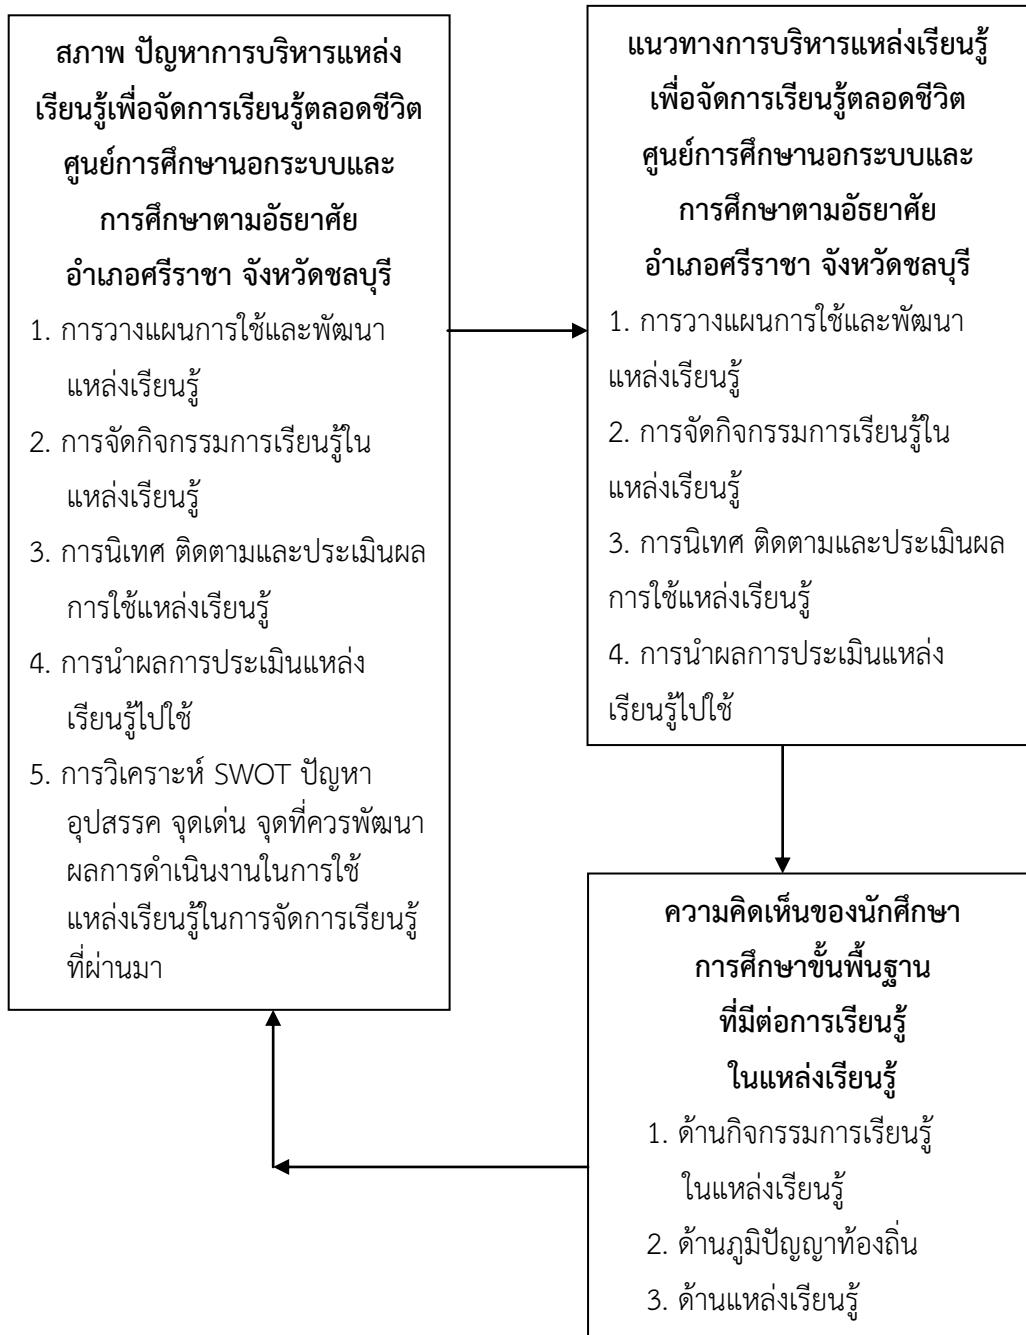 สภาพ ปัญหาการบริหารแหล่ง
เรียนรู้เพื่อจัดการเรียนรู้ตลอดชีวิต
ศูนย์การศึกษานอกระบบและ
การศึกษาตามอัธยาศัย
อำเภอศรีราชา จังหวัดชลบุรี
1. การวางแผนการใช้และพัฒนา
แหล่งเรียนรู้
2. การจัดกิจกรรมการเรียนรู้ใน
แหล่งเรียนรู้
3. การนิเทศ ติดตามและประเมินผล
การใช้แหล่งเรียนรู้
4. การนำผลการประเมินแหล่ง
เรียนรู้ไปใช้
5. การวิเคราะห์ SWOT ปัญหา
อุปสรรค จุดเด่น จุดที่ควรพัฒนา
ผลการดำเนินงานในการใช้
แหล่งเรียนรู้ในการจัดการเรียนรู้
ที่ผ่านมา
แนวทางการบริหารแหล่งเรียนรู้
เพื่อจัดการเรียนรู้ตลอดชีวิต
ศูนย์การศึกษานอกระบบและ
การศึกษาตามอัธยาศัย
อำเภอศรีราชา จังหวัดชลบุรี
1. การวางแผนการใช้และพัฒนา
แหล่งเรียนรู้
2. การจัดกิจกรรมการเรียนรู้ใน
แหล่งเรียนรู้
3. การนิเทศ ติดตามและประเมินผล
การใช้แหล่งเรียนรู้
4. การนำผลการประเมินแหล่ง
เรียนรู้ไปใช้
ความคิดเห็นของนักศึกษา
การศึกษาขั้นพื้นฐาน
ที่มีต่อการเรียนรู้
ในแหล่งเรียนรู้
1. ด้านกิจกรรมการเรียนรู้
ในแหล่งเรียนรู้
2. ด้านภูมิปัญญาท้องถิ่น
3. ด้านแหล่งเรียนรู้